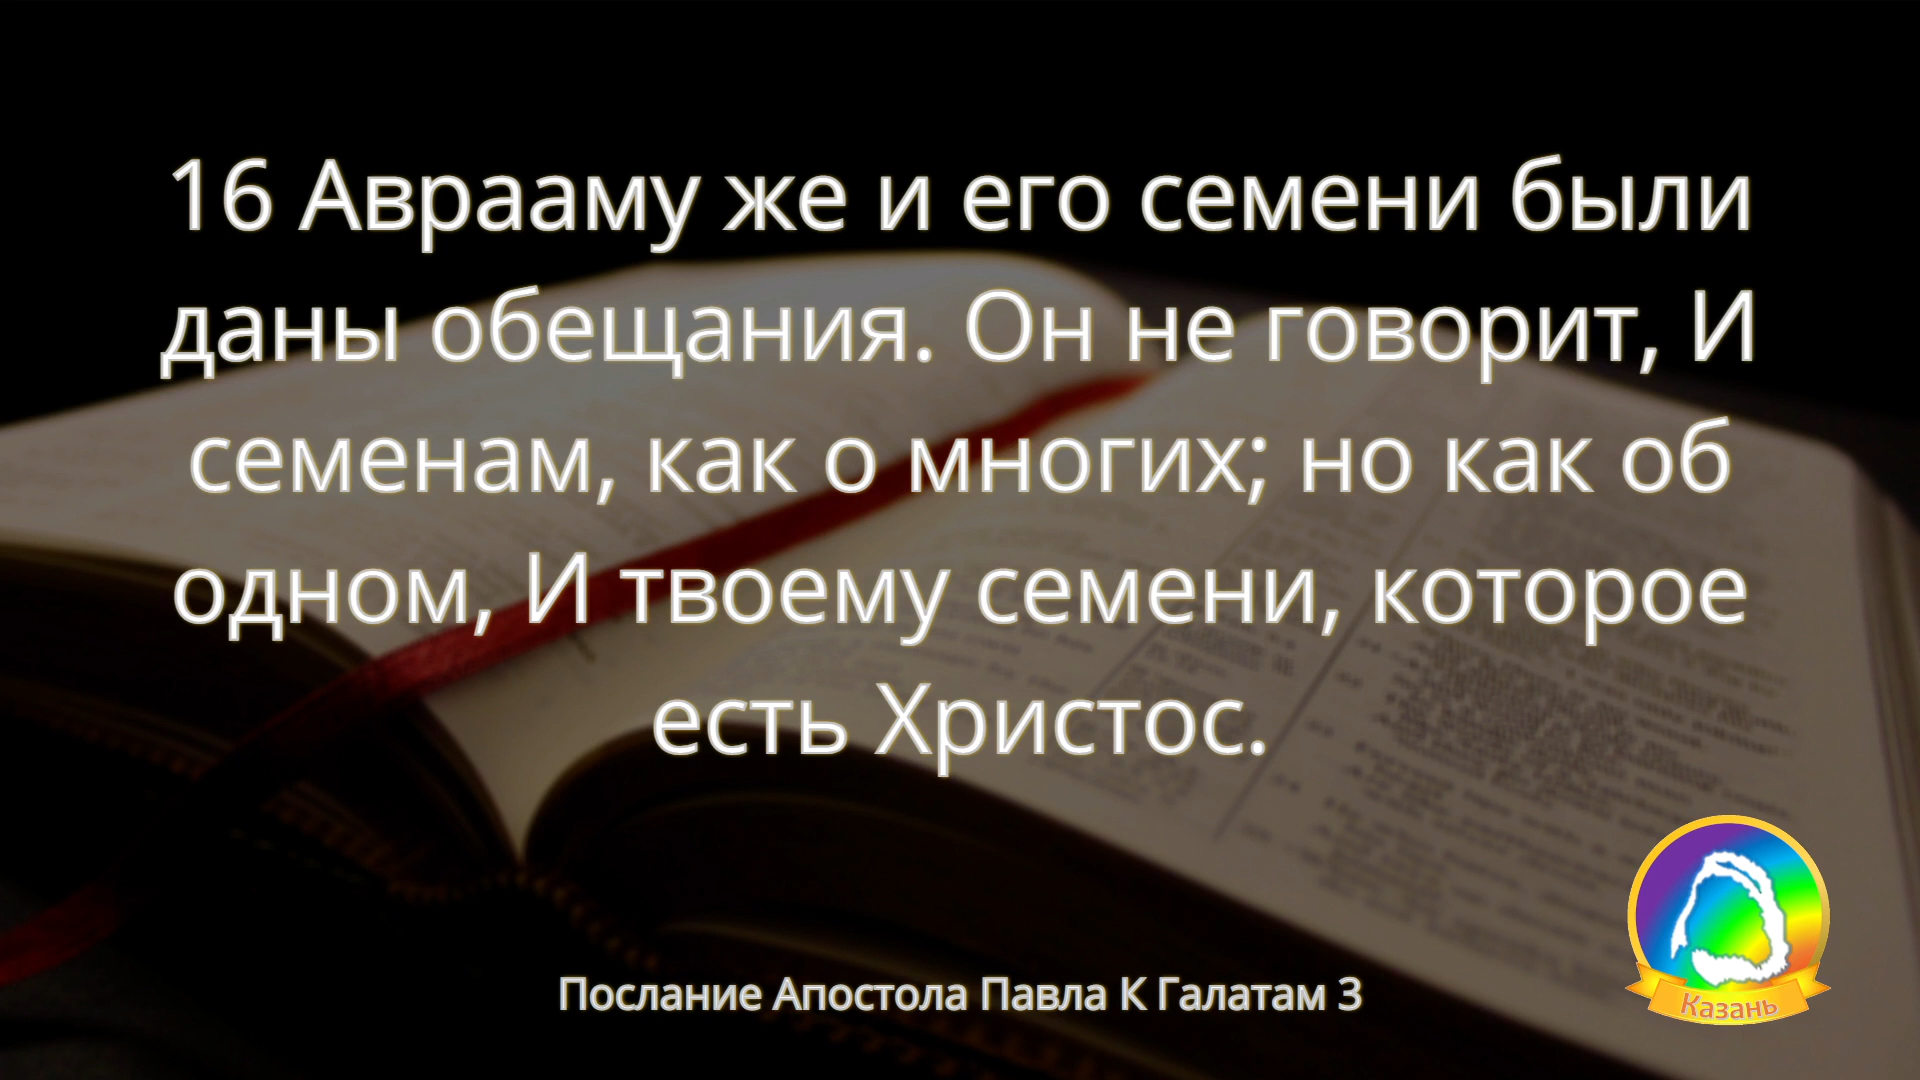 16 Аврааму же и его семени были
даны обещания. Он не говорит, И
семенам, как о многих; но как об
одном, И твоему семени, которое
есть Христос.
Послание Апостола Павла К Галатам 3
Казань